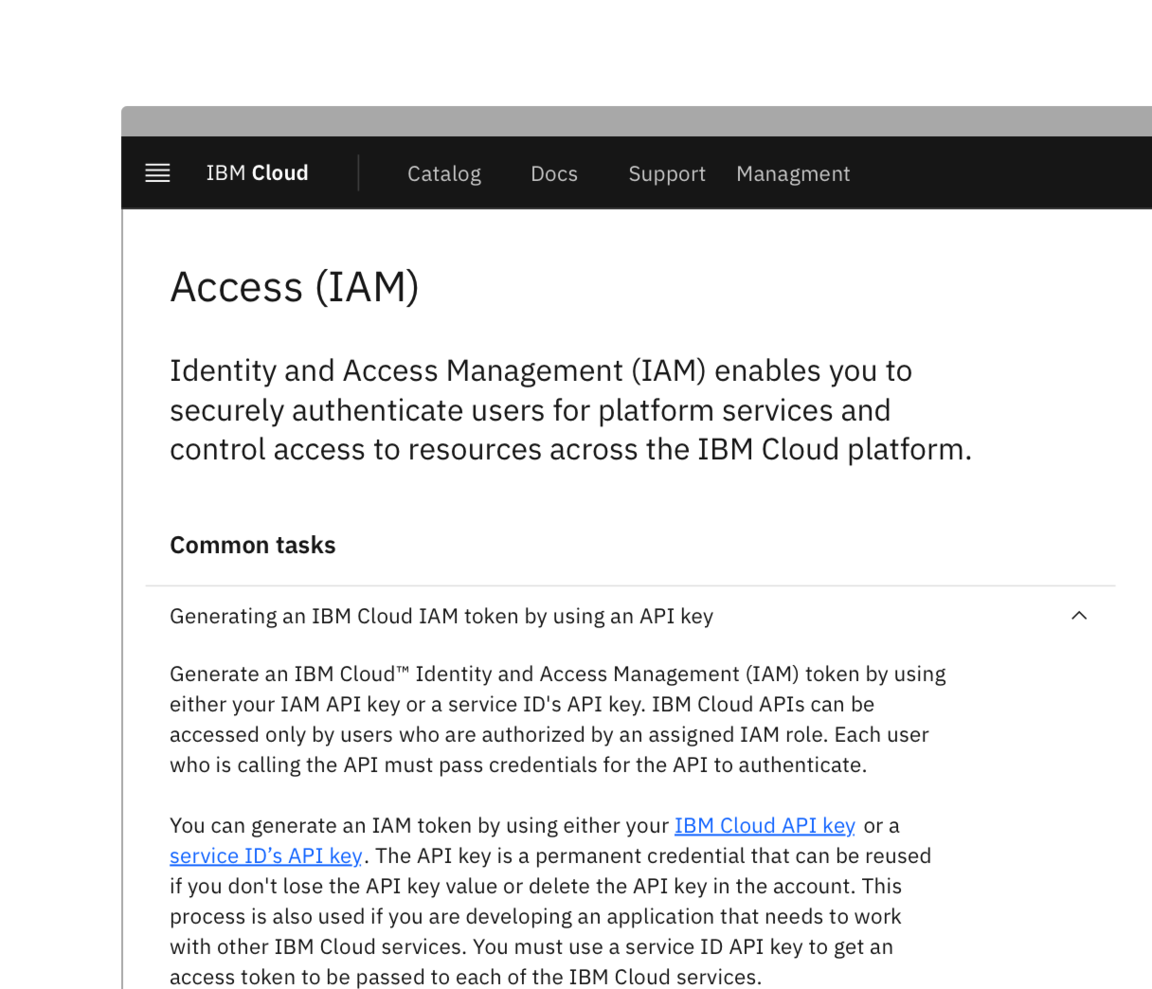 IBM Cloud Catalog Docs Support Managment
Access (IAM)
Identity and Access Management (IAM) enables you to
securely authenticate users for platform services and
control access to resources across the IBM Cloud platform.
Common tasks
Generating an IBM Cloud IAM token by using an API key
Generate an IBM Cloud™ Identity and Access Management (IAM) token by using
either your IAM API key or a service ID's API key. IBM Cloud APIs can be
accessed only by users who are authorized by an assigned IAM role. Each user
who is calling the API must pass credentials for the API to authenticate.
You can generate an IAM token by using either your IBM Cloud API key or a
service ID’s API key. The API key is a permanent credential that can be reused
if you don't lose the API key value or delete the API key in the account. This
process is also used if you are developing an application that needs to work
with other IBM Cloud services. You must use a service ID API key to get an
access token to be passed to each of the IBM Cloud services.